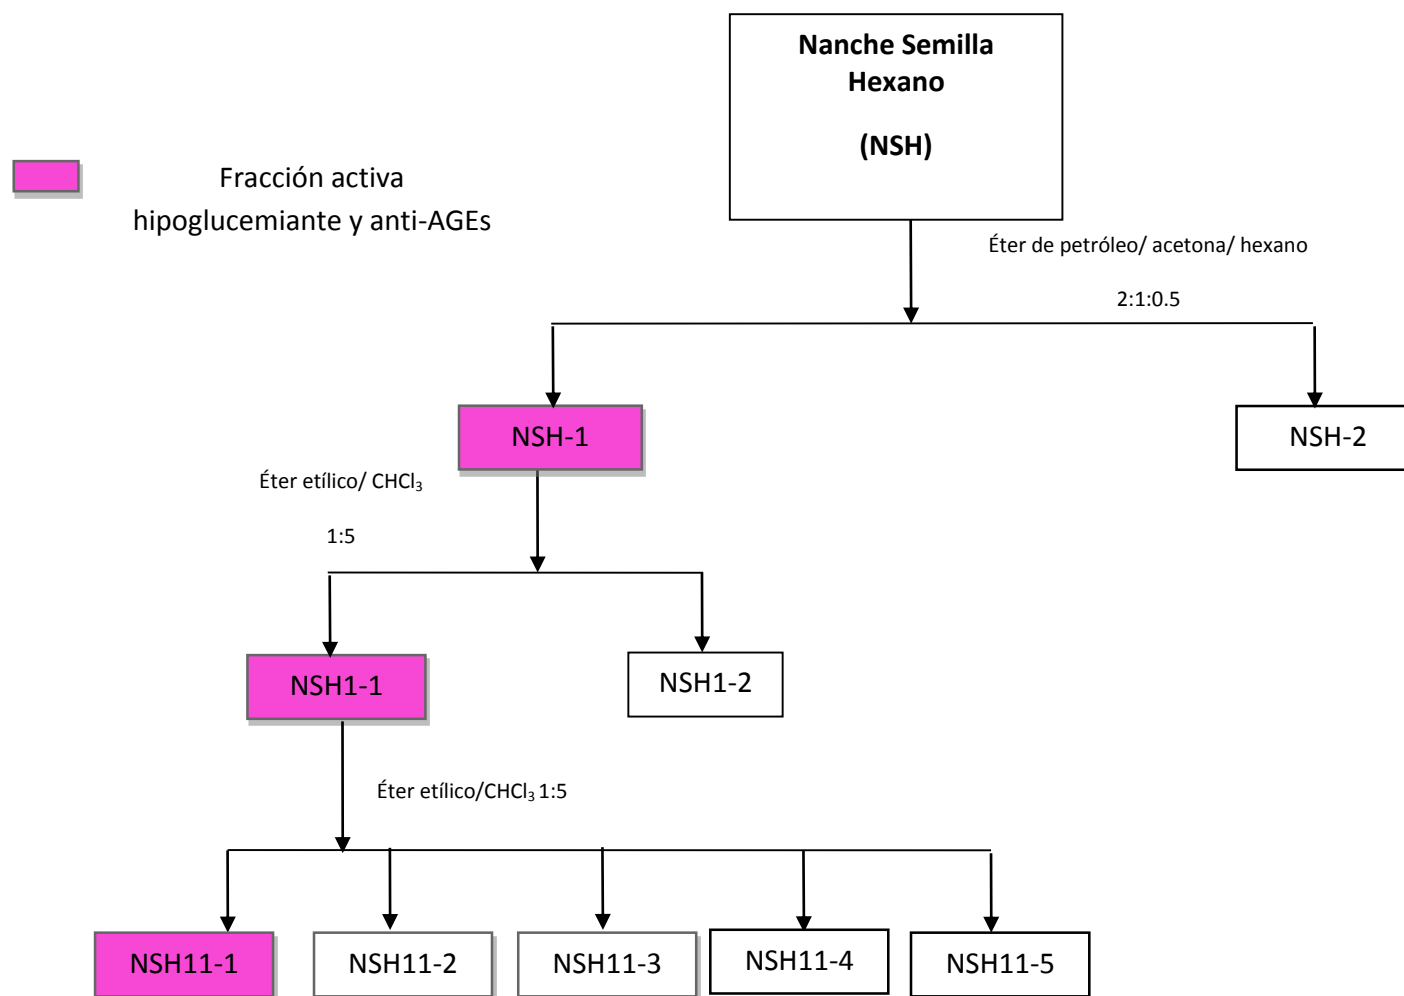 Nanche Semilla
Hexano
(NSH)
Fracción activa
hipoglucemiante y anti-AGEs
Éter de petróleo/ acetona/ hexano
2:1:0.5
NSH-1
NSH-2
Éter etílico/ CHCl₃
1:5
NSH1-1
NSH1-2
Éter etílico/CHCl₃ 1:5
NSH11-1
NSH11-2
NSH11-3
NSH11-4
NSH11-5